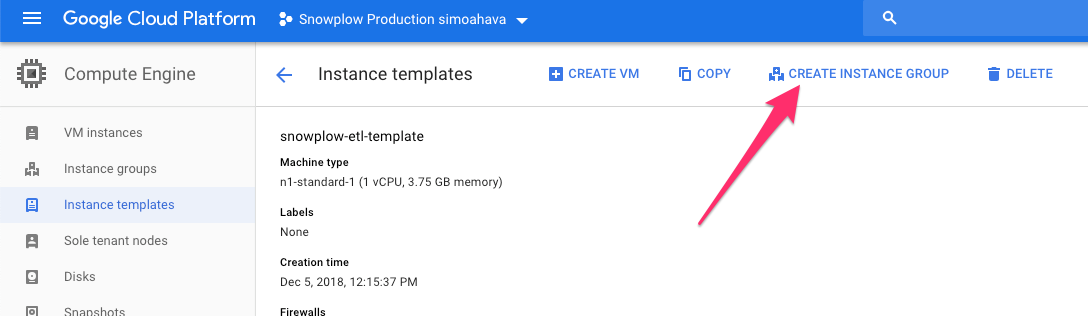 Google Cloud Platform
Snowplow Production simoahava
Compute Engine
Instance templates
CREATE VM
COPY
CREATE INSTANCE GROUP
DELETE
VM instances
Instance groups
Instance templates
Sole tenant nodes
Disks
Snapshots
snowplow-etl-template
Machine type
n1-standard-1 (1 vCPU, 3.75 GB memory)
Labels
None
Creation time
Dec 5, 2018, 12:15:37 PM
Firewalls